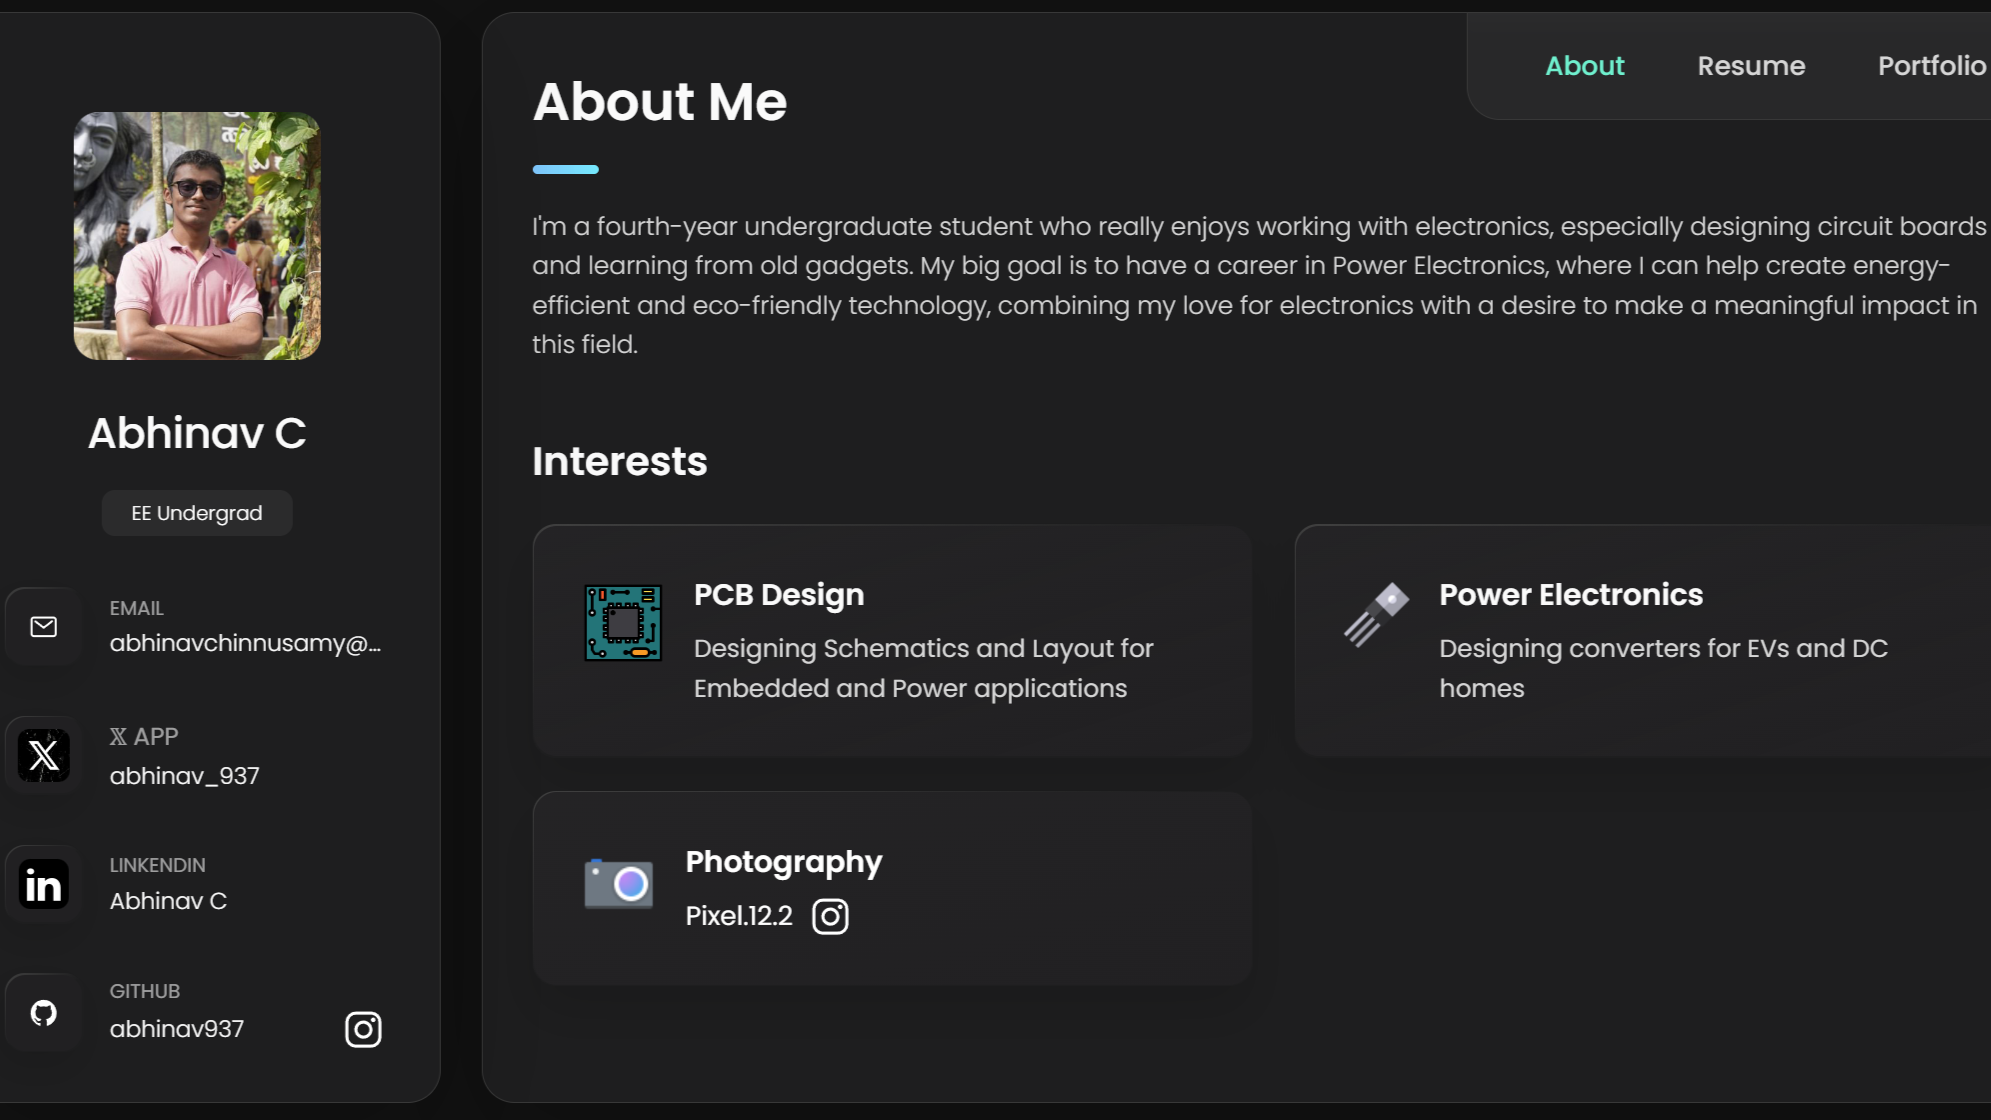 Abhinav C
EE Undergrad
EMAIL
abhinavchinnusamy@...
𝕏 APP
abhinav_937
LINKENDIN
Abhinav C
GITHUB
abhinav937
About
Resume
Portfolio
About Me
I'm a fourth-year undergraduate student who really enjoys working with electronics, especially designing circuit boards
and learning from old gadgets. My big goal is to have a career in Power Electronics, where I can help create energy-
efficient and eco-friendly technology, combining my love for electronics with a desire to make a meaningful impact in
this field.
Interests
PCB Design
Designing Schematics and Layout for
Embedded and Power applications
Power Electronics
Designing converters for EVs and DC
homes
Photography
Pixel.12.2